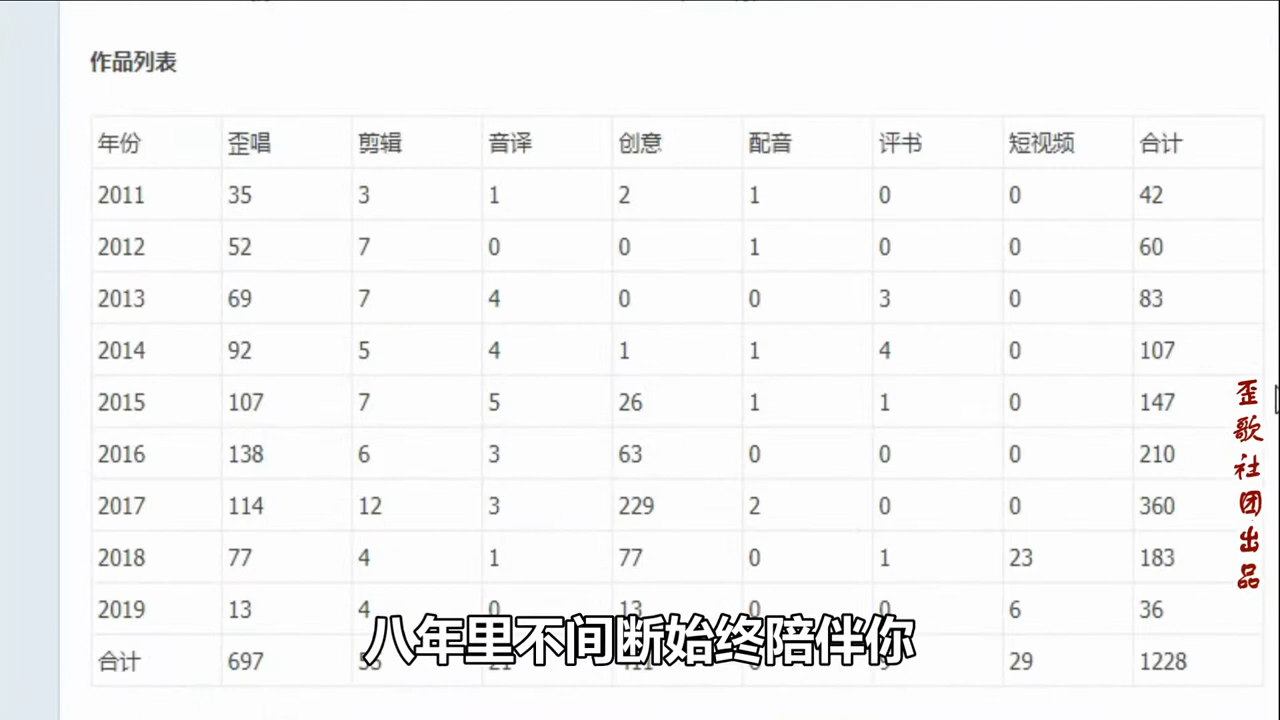 作品列表
年份 歪唱 剪辑 音译 创意 配音 评书 短视频 合计
2011 35 3 1 2 1 0 0 42
2012 52 7 0 0 1 0 0 60
2013 69 7 4 0 0 3 0 83
2014 92 5 4 1 1 4 0 107
2015 107 7 5 26 1 1 0 147
2016 138 6 3 63 0 0 0 210
2017 114 12 3 229 2 0 0 360
2018 77 4 1 77 0 1 23 183
2019 13 4 0 13 0 0 6 36
合计 697 29 1228
八年里不间断始终陪伴你
歪歌社团出品